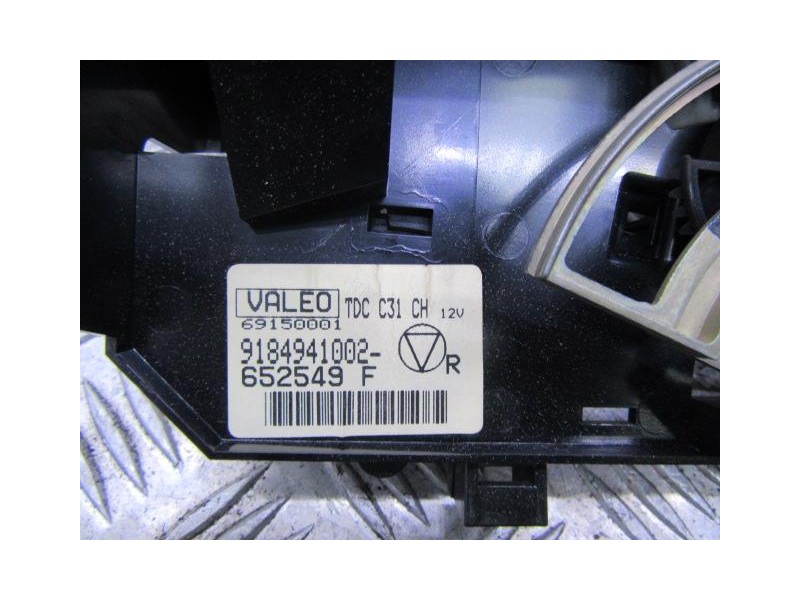 VALEO TDC C31 CH 12V
69150001
9184941002-
652549 F R